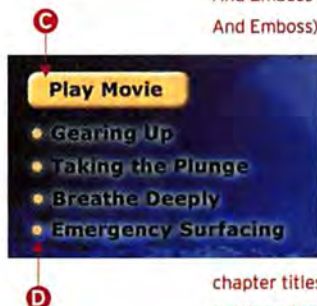 And Emboss)
C
Play Movie
Gearing Up
Taking the Plunge
Breathe Deeply
Emergency Surfacing
chapter titles
D